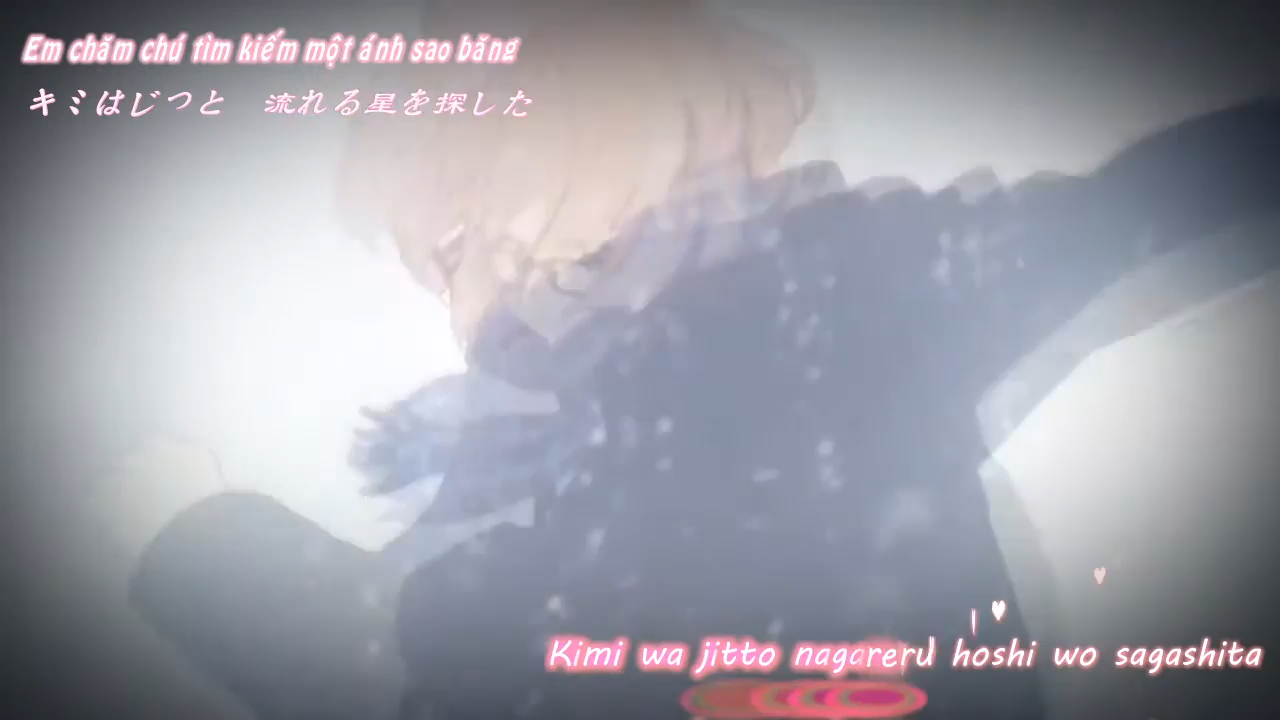 Em chăm chú tìm kiếm một ánh sao băng
キミはじつと　流れる星を探した
Kimi wa jitto nagareru hoshi wo sagashita